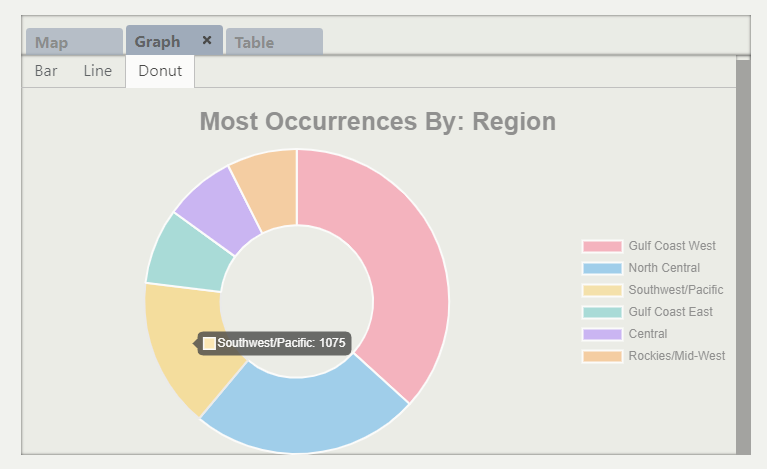 Map Graph × Table
Bar Line Donut
Most Occurrences By: Region
Gulf Coast West
North Central
Southwest/Pacific
Gulf Coast East
Central
Rockies/Mid-West
Southwest/Pacific: 1075